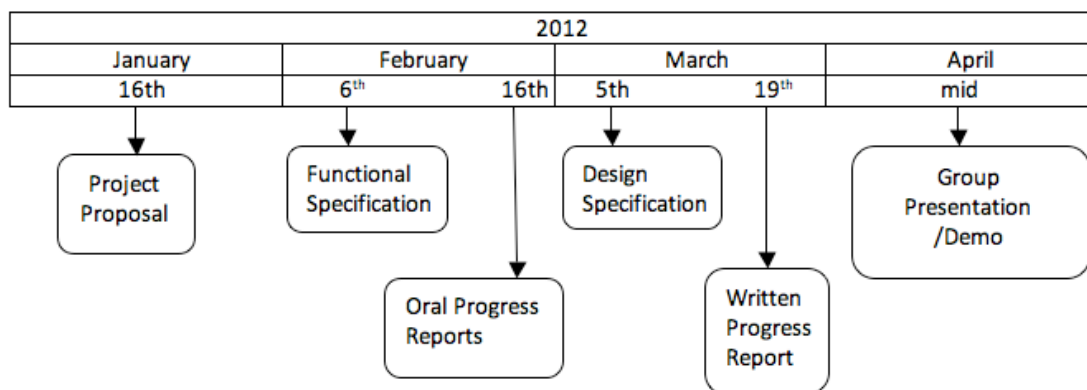 2012
January February March April
16th 6th 16th 5th 19th mid
Project
Proposal
Functional
Specification
Design
Specification
Group
Presentation
/Demo
Oral Progress
Reports
Written
Progress
Report